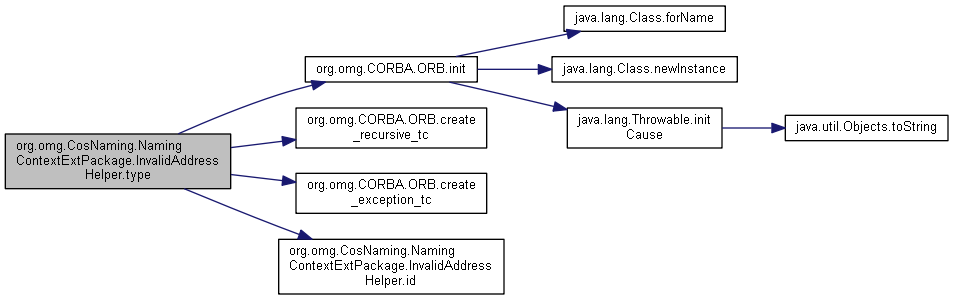 org.omg.CosNaming.Naming
ContextExtPackage.InvalidAddress
Helper.type
org.omg.CORBA.ORB.init
org.omg.CORBA.ORB.create
_recursive_tc
org.omg.CORBA.ORB.create
_exception_tc
org.omg.CosNaming.Naming
ContextExtPackage.InvalidAddress
Helper.id
java.lang.Class.forName
java.lang.Class.newInstance
java.lang.Throwable.init
Cause
java.util.Objects.toString